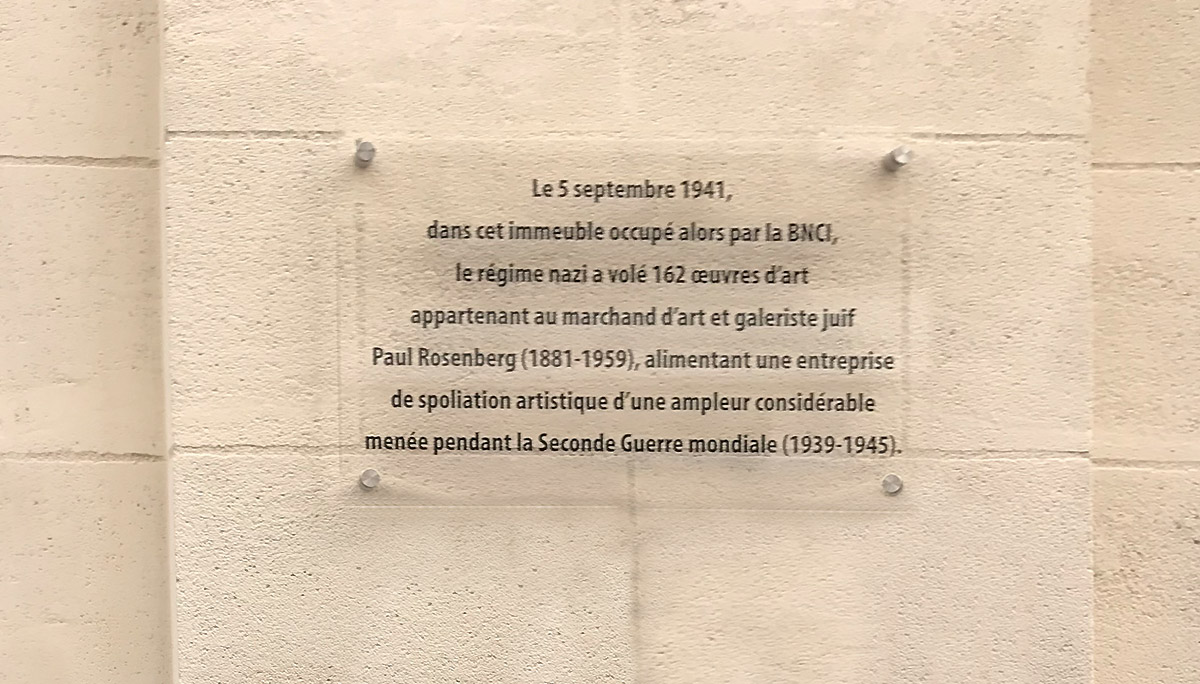 Le 5 septembre 1941,
dans cet immeuble occupé alors par la BNCI,
le régime nazi a volé 162 œuvres d'art
appartenant au marchand d'art et galeriste juif
Paul Rosenberg (1881-1959), alimentant une entreprise
de spoliation artistique d'une ampleur considérable
menée pendant la Seconde Guerre mondiale (1939-1945).